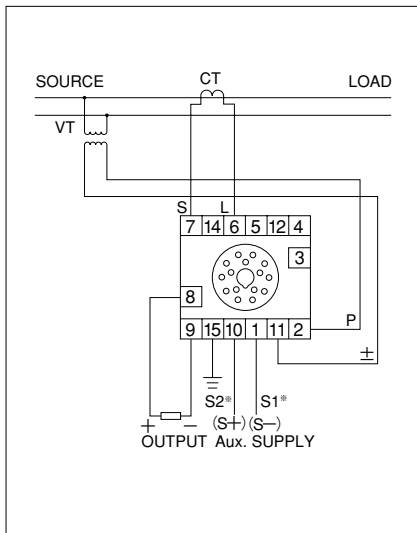 SOURCE CT LOAD
VT
S L
7 14 6 5 12 4
3
8
9 15 10 1 11 2
P
±
S2※ S1※
+ − (S+) (S−)
OUTPUT Aux. SUPPLY